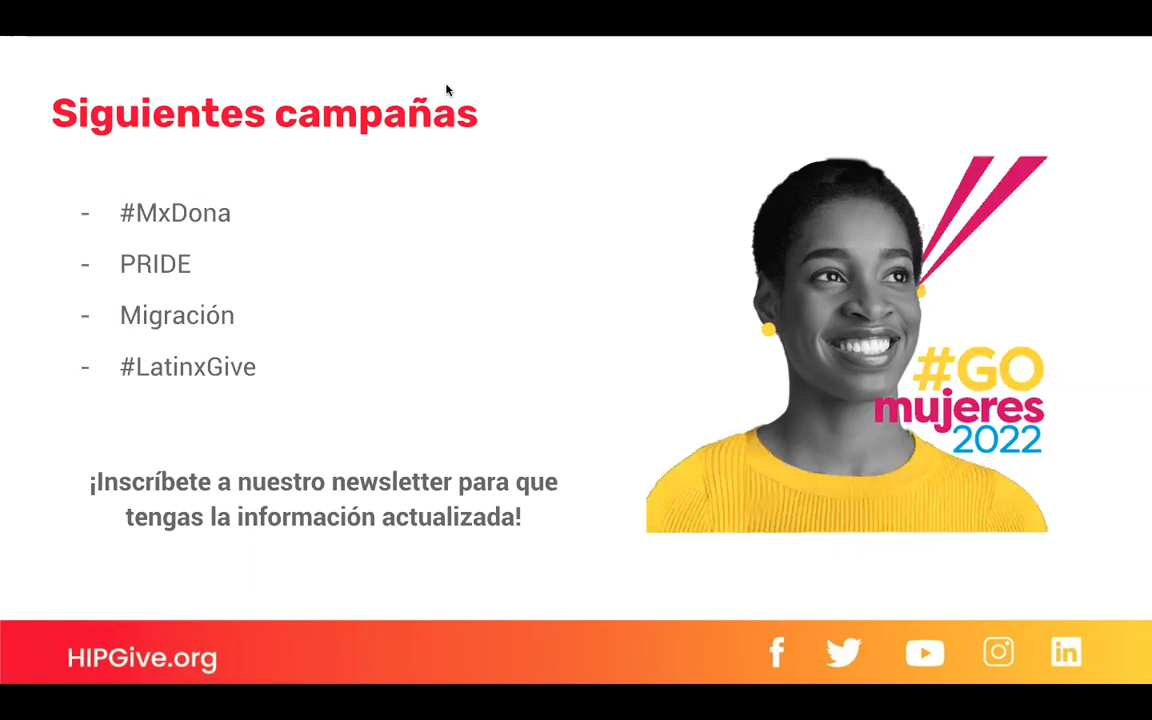 Siguientes campañas
- #MxDona
- PRIDE
- Migración
- #LatinxGive
¡Inscríbete a nuestro newsletter para que
tengas la información actualizada!
#GO
mujeres
2022
HIPGive.org